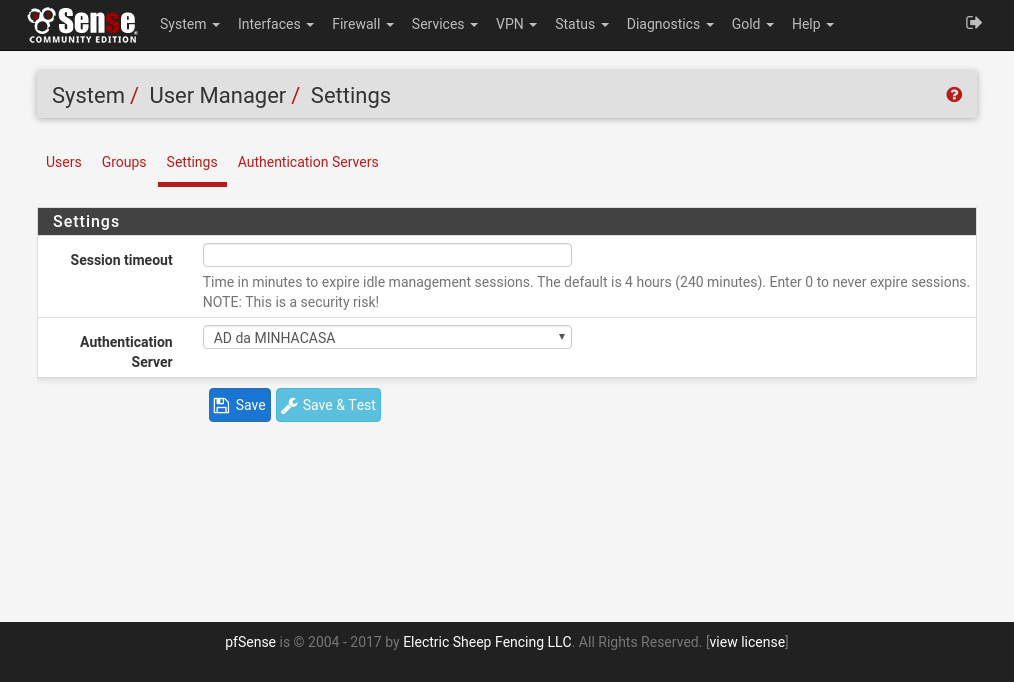 Sense
COMMUNITY EDITION
System Interfaces Firewall Services VPN Status Diagnostics Gold Help
System / User Manager / Settings
Users Groups Settings Authentication Servers
Settings
Session timeout
Time in minutes to expire idle management sessions. The default is 4 hours (240 minutes). Enter 0 to never expire sessions.
NOTE: This is a security risk!
Authentication
Server
AD da MINHACASA
Save Save & Test
pfSense is © 2004 - 2017 by Electric Sheep Fencing LLC. All Rights Reserved. [view license]